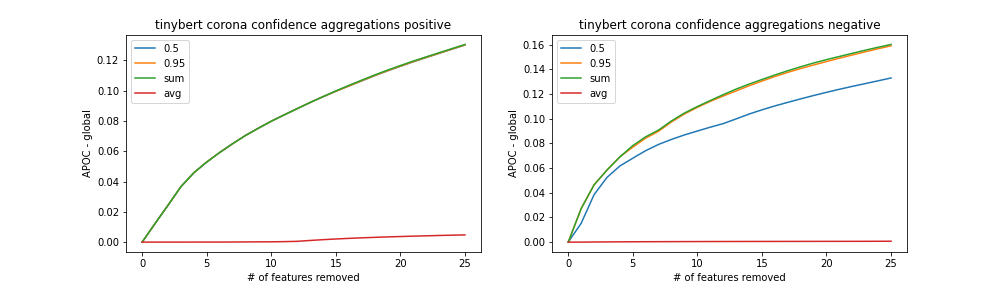 tinybert corona confidence aggregations positive
0.5
0.95
sum
avg
0.12
0.10
0.08
0.06
0.04
0.02
0.00
APOC - global
0 5 10 15 20 25
# of features removed
tinybert corona confidence aggregations negative
0.5
0.95
sum
avg
0.16
0.14
0.12
0.10
0.08
0.06
0.04
0.02
0.00
APOC - global
0 5 10 15 20 25
# of features removed